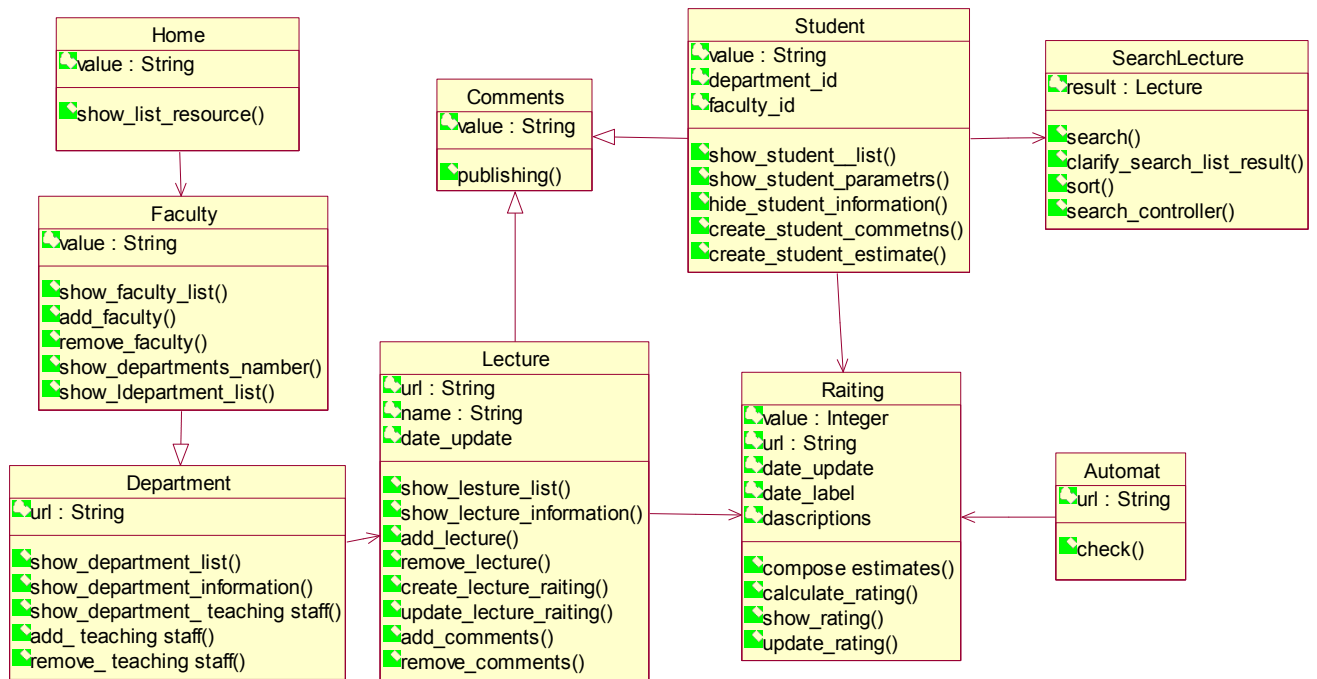 Home
value : String
show_list_resource()
Faculty
value : String
show_faculty_list()
add_faculty()
remove_faculty()
show_departments_namber()
show_ldepartment_list()
Department
url : String
show_department_list()
show_department_information()
show_department_ teaching staff()
add_ teaching staff()
remove_ teaching staff()
Comments
value : String
publishing()
Lecture
url : String
name : String
date_update
show_lesture_list()
show_lecture_information()
add_lecture()
remove_lecture()
create_lecture_raiting()
update_lecture_raiting()
add_comments()
remove_comments()
Student
value : String
department_id
faculty_id
show_student__list()
show_student_parametrs()
hide_student_information()
create_student_commetns()
create_student_estimate()
SearchLecture
result : Lecture
search()
clarify_search_list_result()
sort()
search_controller()
Raiting
value : Integer
url : String
date_update
date_label
dascriptions
compose estimates()
calculate_rating()
show_rating()
update_rating()
Automat
url : String
check()